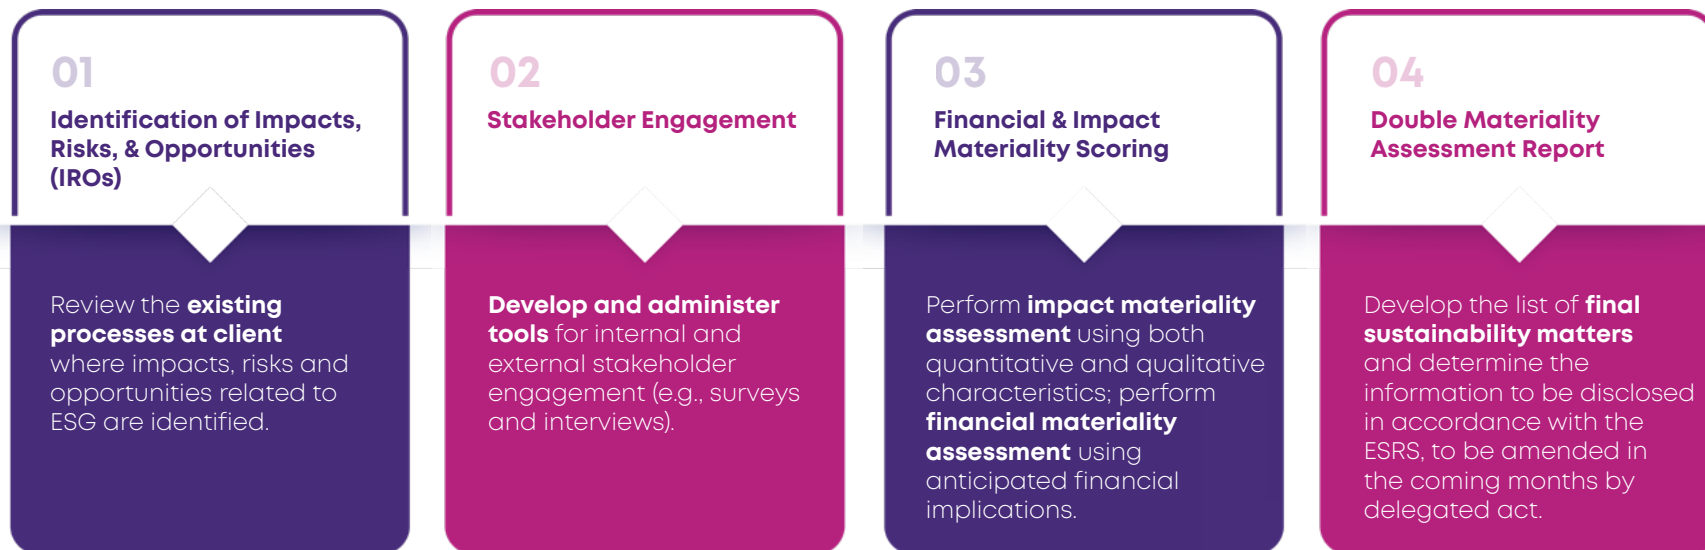 01
Identification of Impacts,
Risks, & Opportunities
(IROs)
Review the existing
processes at client
where impacts, risks and
opportunities related to
ESG are identified.
02
Stakeholder Engagement
Develop and administer
tools for internal and
external stakeholder
engagement (e.g., surveys
and interviews).
03
Financial & Impact
Materiality Scoring
Perform impact materiality
assessment using both
quantitative and qualitative
characteristics; perform
financial materiality
assessment using
anticipated financial
implications.
04
Double Materiality
Assessment Report
Develop the list of final
sustainability matters
and determine the
information to be disclosed
in accordance with the
ESRS, to be amended in
the coming months by
delegated act.